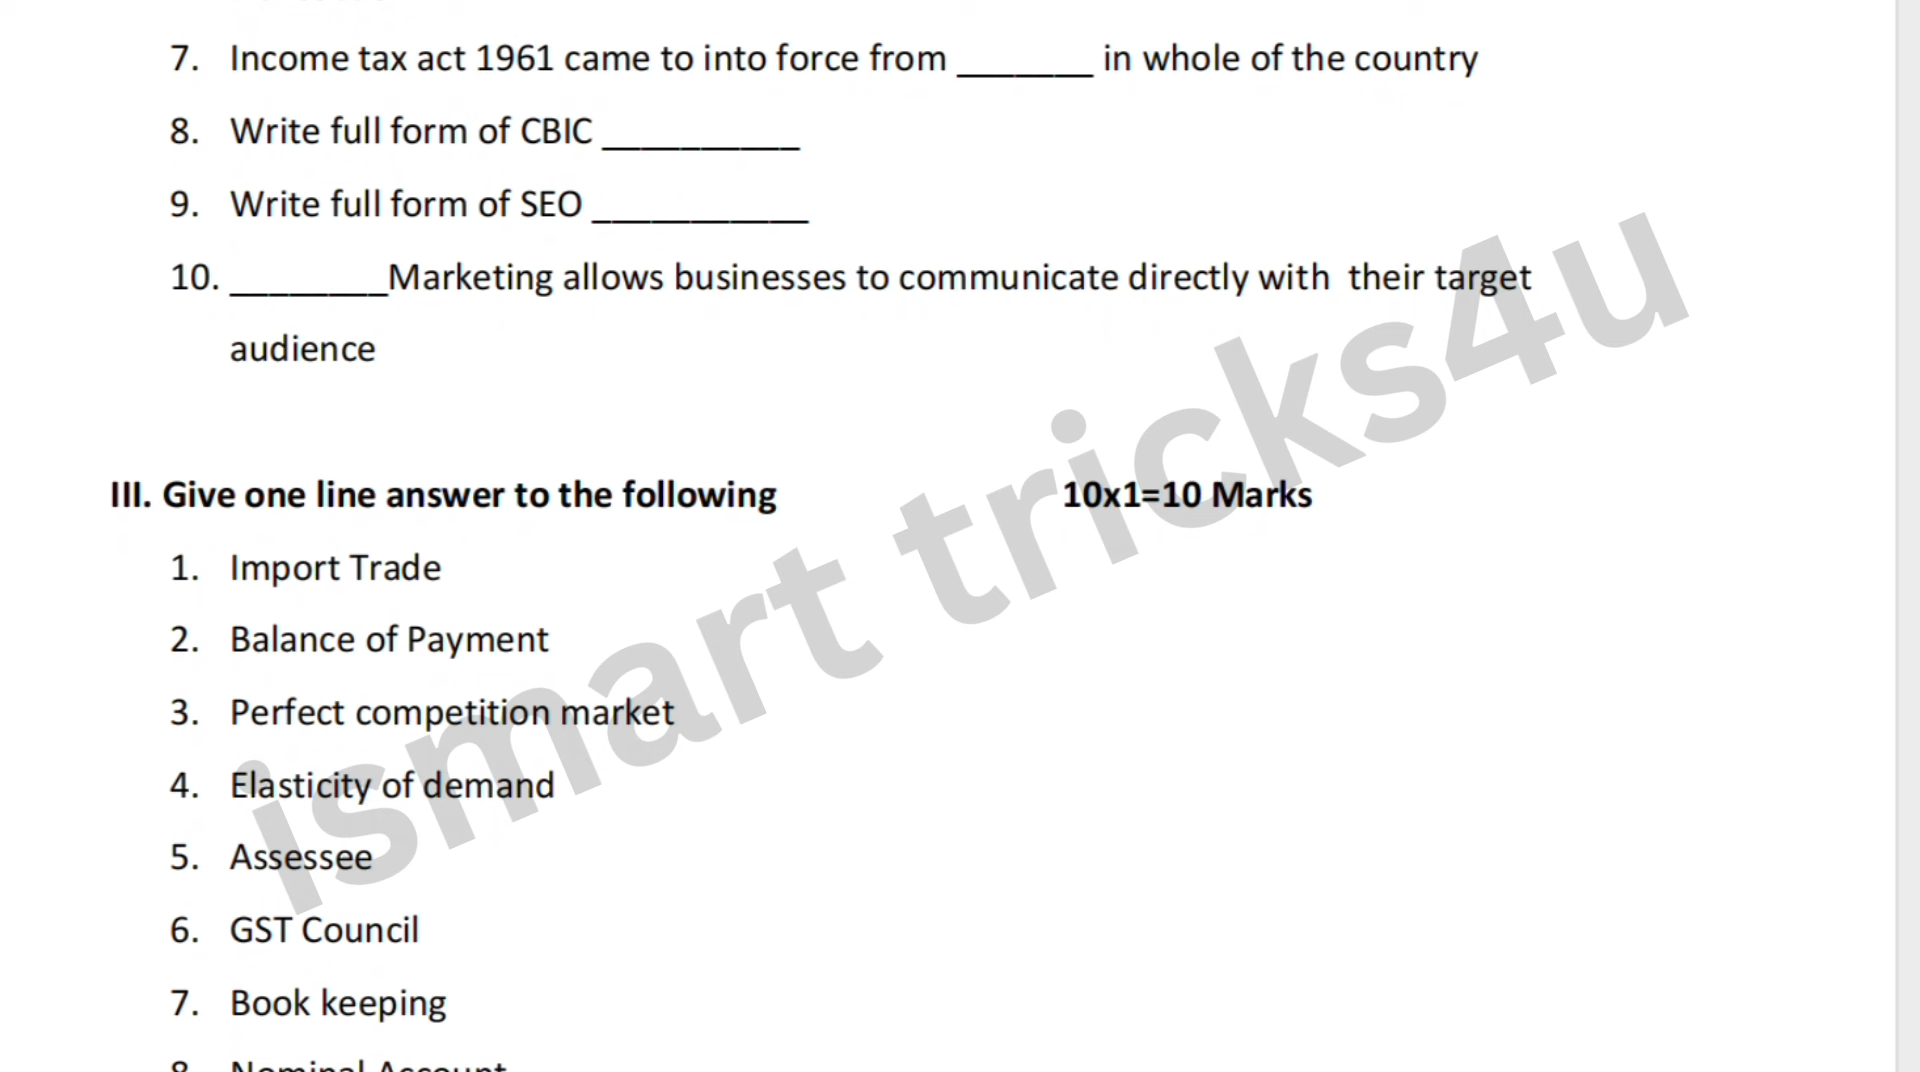 7. Income tax act 1961 came to into force from _______ in whole of the country
8. Write full form of CBIC __________
9. Write full form of SEO ___________
10. ________Marketing allows businesses to communicate directly with their target
audience
III. Give one line answer to the following 10x1=10 Marks
1. Import Trade
2. Balance of Payment
3. Perfect competition market
4. Elasticity of demand
5. Assessee
6. GST Council
7. Book keeping
8. Nominal Account
ismart tricks4u